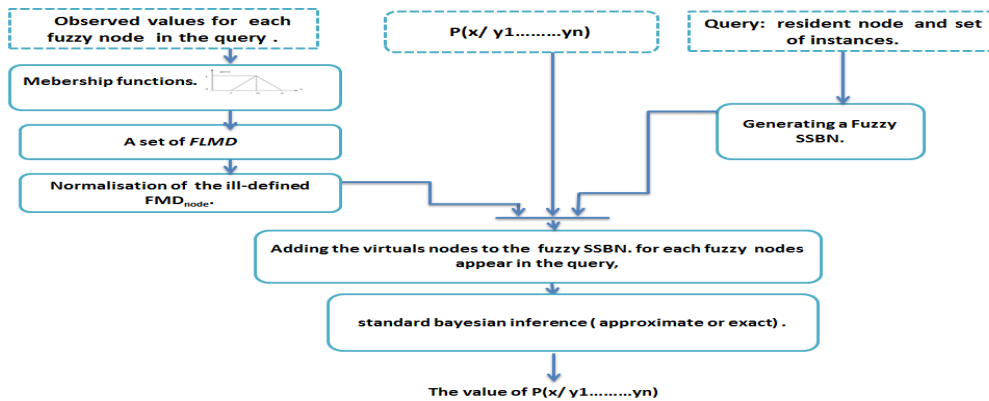 Observed values for each
fuzzy node in the query .
P(x/ y1.........yn)
Query: resident node and set
of instances.
Mebership functions.
A set of FLMD
Generating a Fuzzy
SSBN.
Normalisation of the ill-defined
FMDnode.
Adding the virtuals nodes to the fuzzy SSBN. for each fuzzy nodes
appear in the query,
standard bayesian inference ( approximate or exact) .
The value of P(x/ y1.........yn)